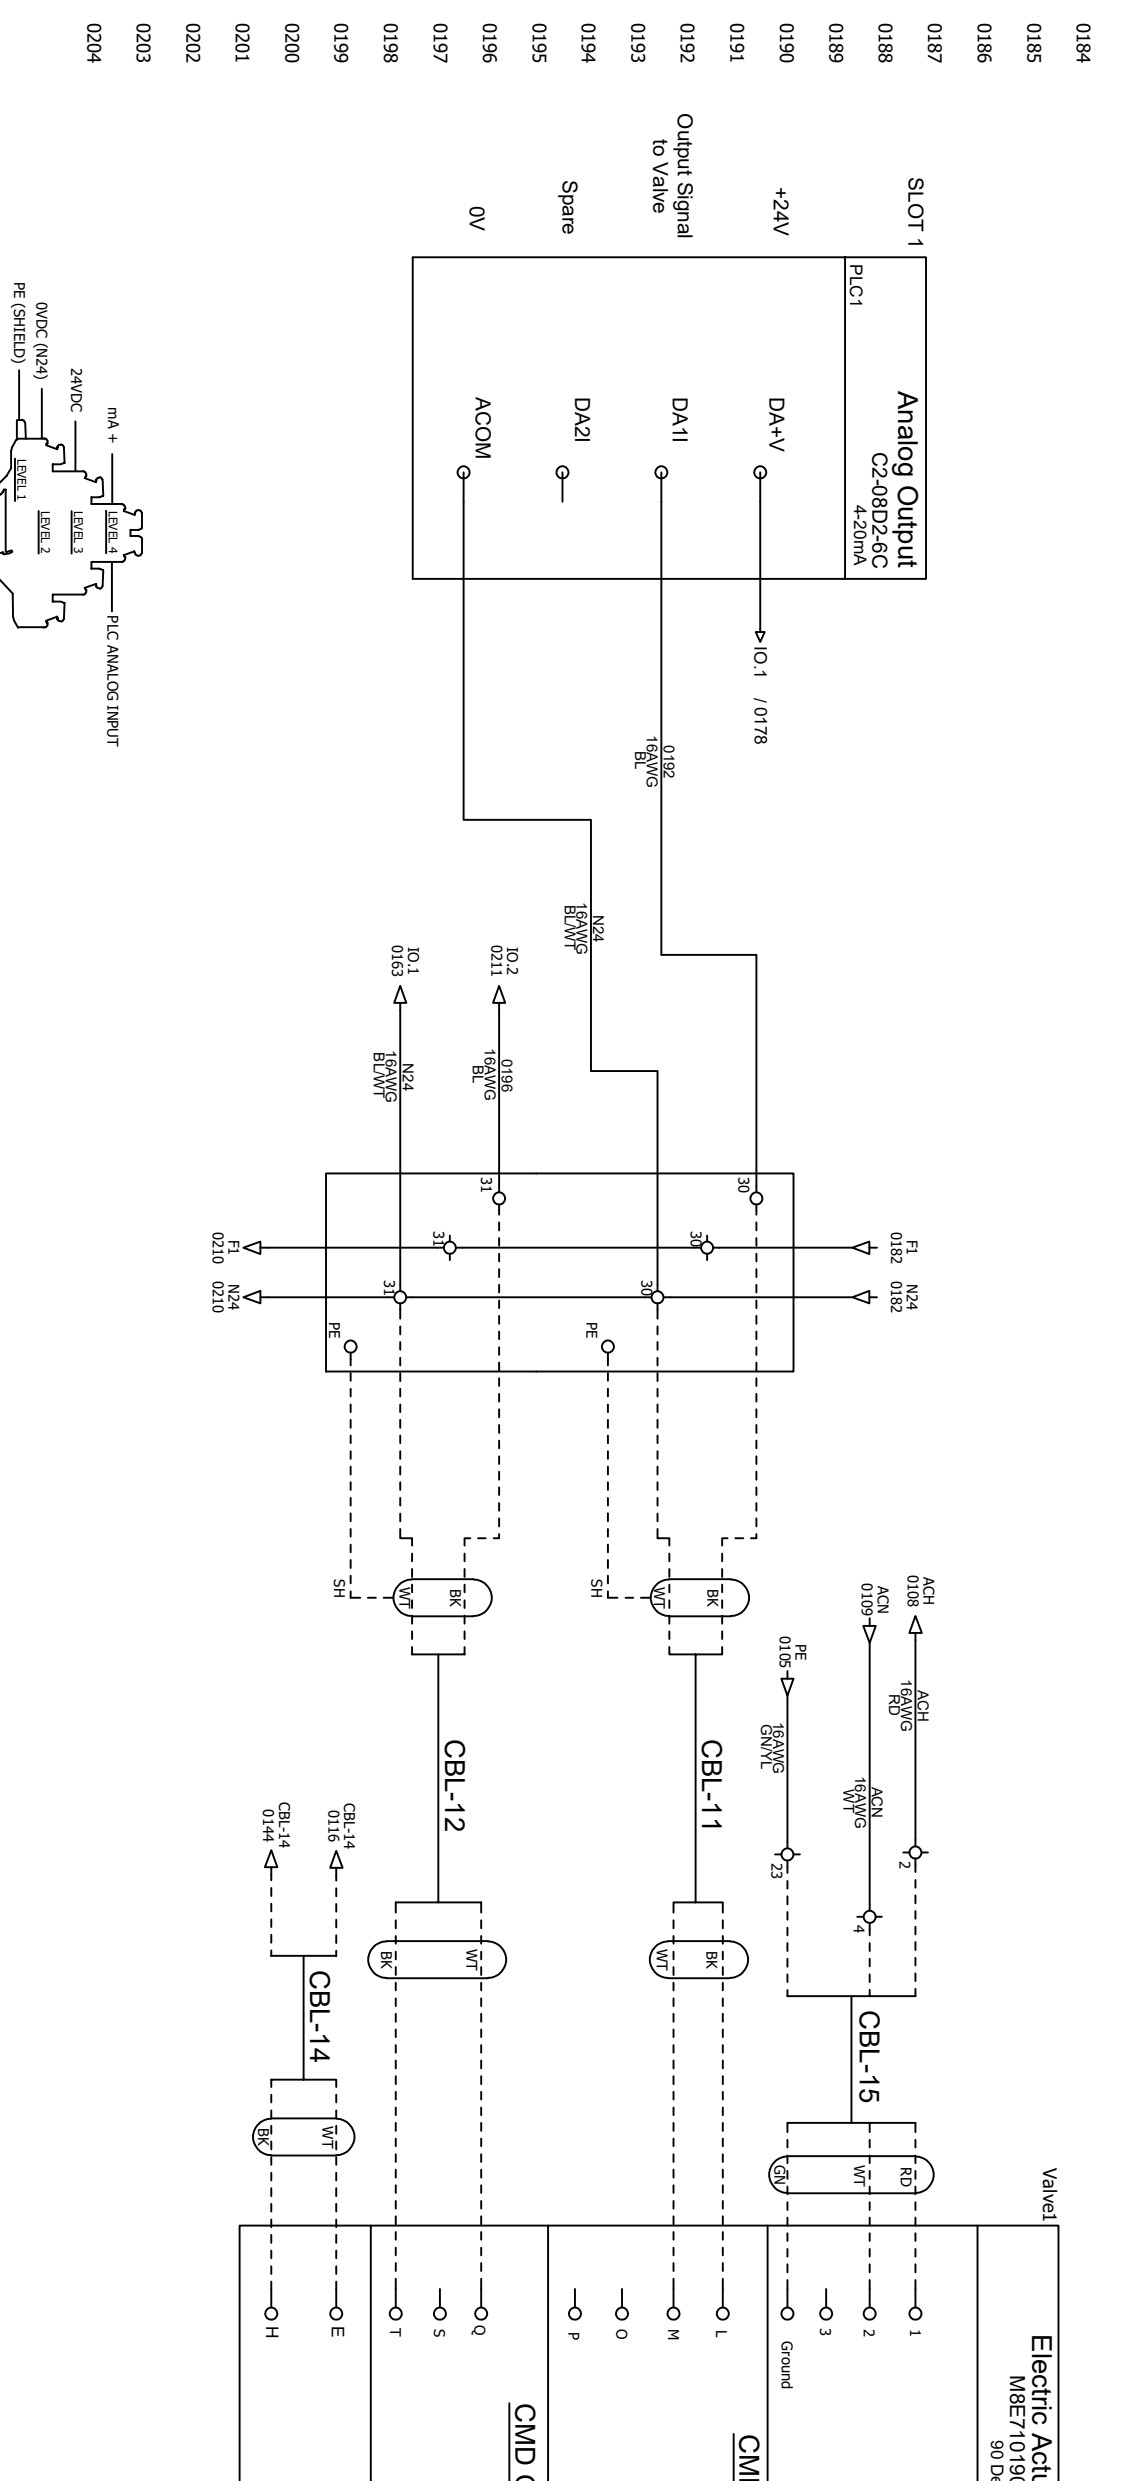 0184
0185
0186
0187
0188
0189
0190
0191
0192
0193
0194
0195
0196
0197
0198
0199
0200
0201
0202
0203
0204
SLOT 1
+24V
Output Signal
to Valve
Spare
0V
PLC1
Analog Output
C2-08D2-6C
4-20mA
DA+V
DA1I
DA2I
ACOM
IO.1 / 0178
0192
16AWG
BL
N24
16AWG
BL/WT
IO.2
0211
0196
16AWG
BL
IO.1
0163
N24
16AWG
BL/WT
F1
0182
N24
0182
30
30
30
PE
31
31
31
PE
F1
0210
N24
0210
BK
WT
SH
BK
WT
SH
ACH
0108
ACH
16AWG
RD
2
ACN
0109
ACN
16AWG
WT
4
PE
0105
16AWG
GN/YL
23
CBL-15
RD
WT
GN
CBL-11
BK
WT
CBL-12
WT
BK
CBL-14
0116
CBL-14
0144
CBL-14
WT
BK
Valve1
Electric Actu
M8E710190
90 De
1
2
3
Ground
CM
L
M
O
P
CMD
Q
S
T
E
H
mA +
24VDC
0VDC (N24)
PE (SHIELD)
LEVEL 4
LEVEL 3
LEVEL 2
LEVEL 1
PLC ANALOG INPUT